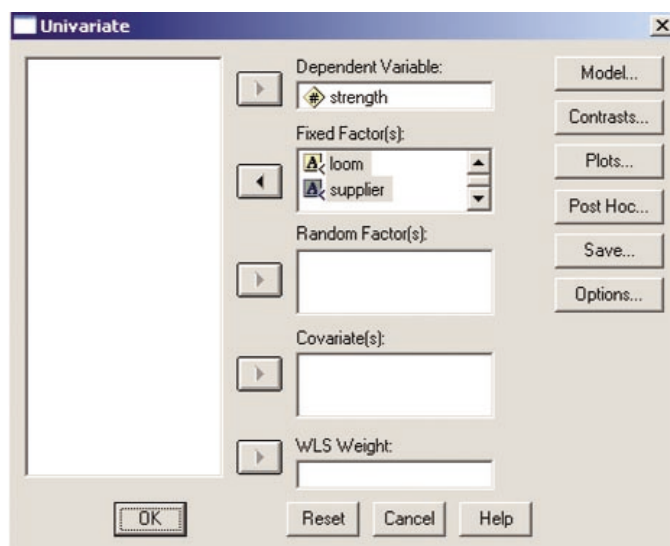 Univariate
Dependent Variable:
# strength
Fixed Factor(s):
A loom
A supplier
Random Factor(s):
Covariate(s):
WLS Weight:
Model...
Contrasts...
Plots...
Post Hoc...
Save...
Options...
OK
Reset
Cancel
Help